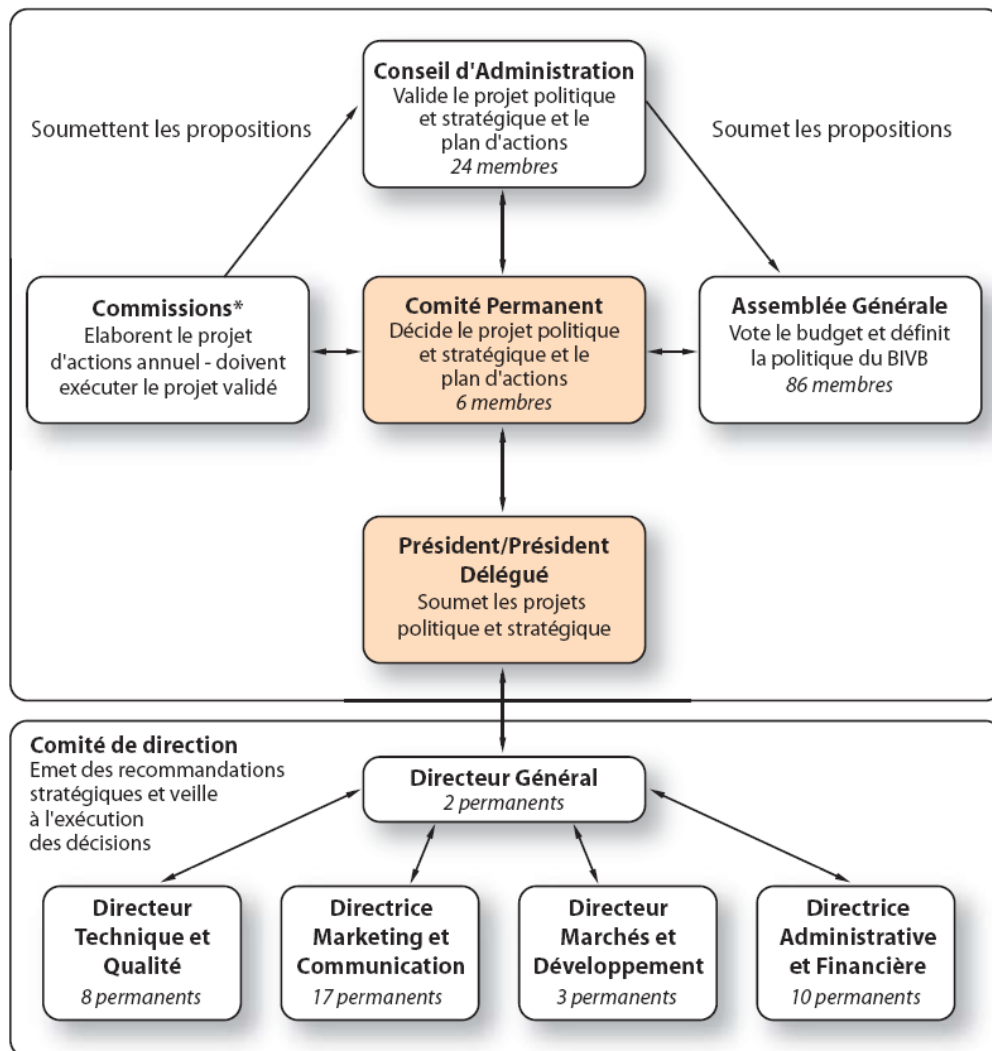 Conseil d'Administration
Valide le projet politique
et stratégique et le
plan d'actions
24 membres
Soumettent les propositions
Soumet les propositions
Commissions*
Elaborent le projet
d'actions annuel - doivent
exécuter le projet validé
Comité Permanent
Décide le projet politique
et stratégique et le
plan d'actions
6 membres
Assemblée Générale
Vote le budget et définit
la politique du BIVB
86 membres
Président/Président
Délégué
Soumet les projets
politique et stratégique
Comité de direction
Emet des recommandations
stratégiques et veille
à l'exécution
des décisions
Directeur Général
2 permanents
Directeur
Technique et
Qualité
8 permanents
Directrice
Marketing et
Communication
17 permanents
Directeur
Marchés et
Développement
3 permanents
Directrice
Administrative
et Financière
10 permanents